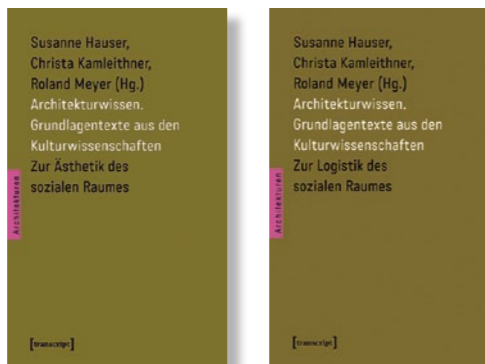 Susanne Hauser,
Christa Kamleithner,
Roland Meyer (Hg.)
Architekturwissen.
Grundlagentexte aus den
Kulturwissenschaften
Zur Ästhetik des
sozialen Raumes
Architekturen
[transcript]
Susanne Hauser,
Christa Kamleithner,
Roland Meyer (Hg.)
Architekturwissen.
Grundlagentexte aus den
Kulturwissenschaften
Zur Logistik des
sozialen Raumes
Architekturen
[transcript]